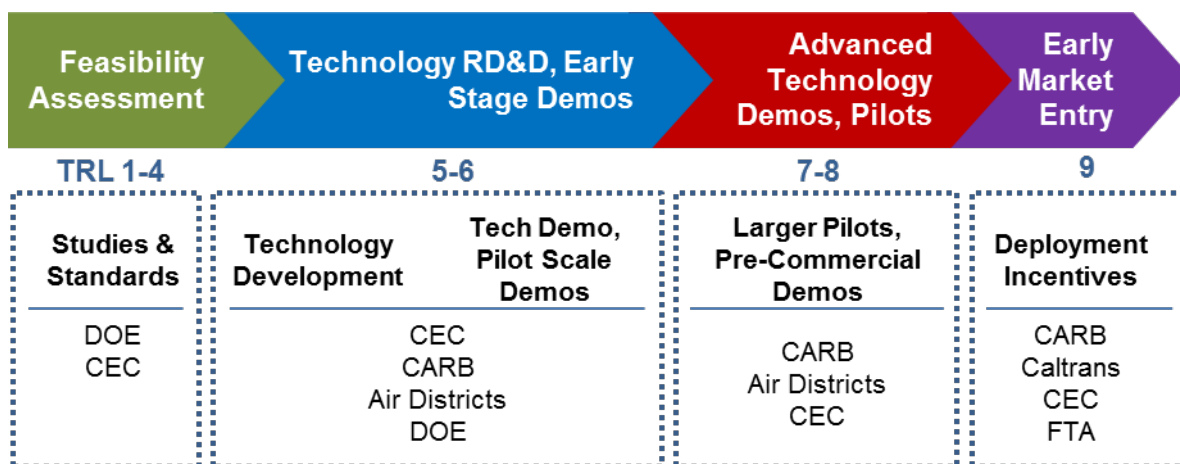 Feasibility
Assessment
Technology RD&D, Early
Stage Demos
Advanced
Technology
Demos, Pilots
Early
Market
Entry
TRL 1-4
5-6
7-8
9
Studies &
Standards
DOE
CEC
Technology
Development
Tech Demo,
Pilot Scale
Demos
CEC
CARB
Air Districts
DOE
Larger Pilots,
Pre-Commercial
Demos
CARB
Air Districts
CEC
Deployment
Incentives
CARB
Caltrans
CEC
FTA